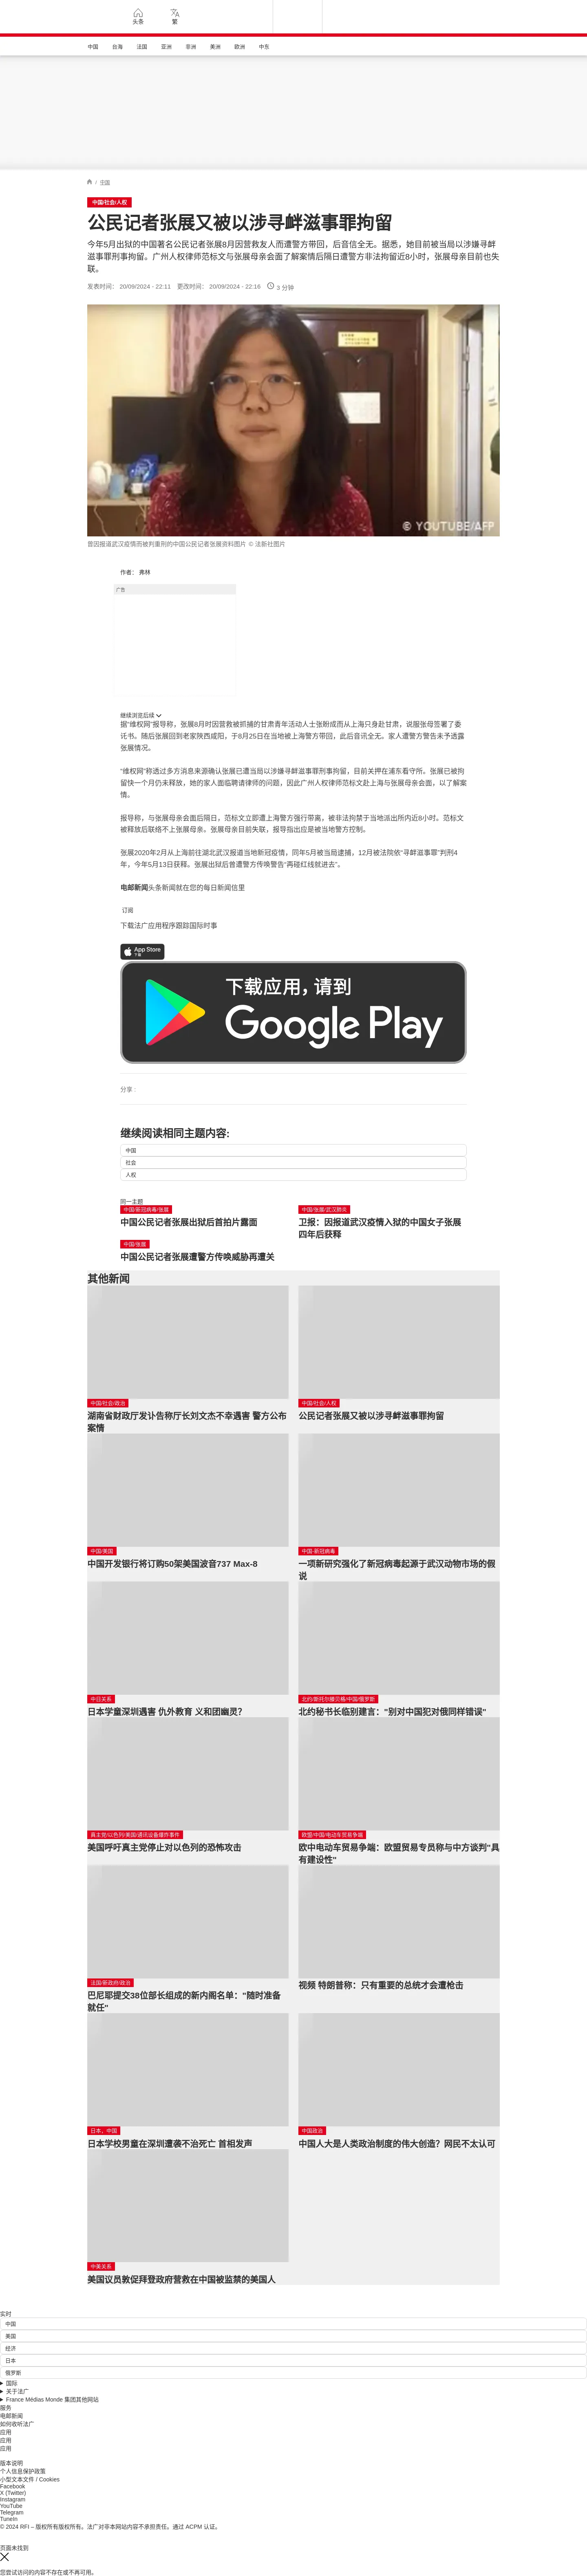 头条
繁
中国
台海
法国
亚洲
非洲
美洲
欧洲
中东
/ 中国
中国/社会/人权
公民记者张展又被以涉寻衅滋事罪拘留
今年5月出狱的中国著名公民记者张展8月因营救友人而遭警方带回，后音信全无。据悉，她目前被当局以涉嫌寻衅
滋事罪刑事拘留。广州人权律师范标文与张展母亲会面了解案情后隔日遭警方非法拘留近8小时，张展母亲目前也失
联。
发表时间： 20/09/2024 - 22:11 更改时间： 20/09/2024 - 22:16 3 分钟
© YOUTUBE/AFP
曾因报道武汉疫情而被判重刑的中国公民记者张展资料图片 © 法新社图片
作者： 弗林
广告
继续浏览后续
据“维权网”报导称，张展8月时因营救被抓捕的甘肃青年活动人士张盼成而从上海只身赴甘肃，说服张母签署了委
讬书。随后张展回到老家陕西咸阳，于8月25日在当地被上海警方带回，此后音讯全无。家人遭警方警告未予透露
张展情况。
“维权网”称透过多方消息来源确认张展已遭当局以涉嫌寻衅滋事罪刑事拘留，目前关押在浦东看守所。张展已被拘
留快一个月仍未释放，她的家人面临聘请律师的问题，因此广州人权律师范标文赴上海与张展母亲会面，以了解案
情。
报导称，与张展母亲会面后隔日，范标文立即遭上海警方强行带离，被非法拘禁于当地派出所内近8小时。范标文
被释放后联络不上张展母亲。张展母亲目前失联，报导指出应是被当地警方控制。
张展2020年2月从上海前往湖北武汉报道当地新冠疫情，同年5月被当局逮捕，12月被法院依“寻衅滋事罪”判刑4
年，今年5月13日获释。张展出狱后曾遭警方传唤警告“再碰红线就进去”。
电邮新闻头条新闻就在您的每日新闻信里
订阅
下载法广应用程序跟踪国际时事
App Store
下载
下载应用，请到
Google Play
分享 :
继续阅读相同主题内容:
中国
社会
人权
同一主题
中国/新冠病毒/张展
中国公民记者张展出狱后首拍片露面
中国/张展/武汉肺炎
卫报：因报道武汉疫情入狱的中国女子张展
四年后获释
中国/张展
中国公民记者张展遭警方传唤威胁再遭关
其他新闻
中国/社会/政治
湖南省财政厅发讣告称厅长刘文杰不幸遇害 警方公布
案情
中国/社会/人权
公民记者张展又被以涉寻衅滋事罪拘留
中国/美国
中国开发银行将订购50架美国波音737 Max-8
中国-新冠病毒
一项新研究强化了新冠病毒起源于武汉动物市场的假
说
中日关系
日本学童深圳遇害 仇外教育 义和团幽灵？
北约/斯托尔滕贝格/中国/俄罗斯
北约秘书长临别建言："别对中国犯对俄同样错误"
真主党/以色列/美国/通讯设备爆炸事件
美国呼吁真主党停止对以色列的恐怖攻击
欧盟/中国/电动车贸易争端
欧中电动车贸易争端：欧盟贸易专员称与中方谈判"具
有建设性"
法国/新政府/政治
巴尼耶提交38位部长组成的新内阁名单："随时准备
就任"
视频 特朗普称：只有重要的总统才会遭枪击
日本，中国
日本学校男童在深圳遭袭不治死亡 首相发声
中国政治
中国人大是人类政治制度的伟大创造？网民不太认可
中美关系
美国议员敦促拜登政府营救在中国被监禁的美国人
实时
中国
美国
经济
日本
俄罗斯
国际
关于法广
France Médias Monde 集团其他网站
服务
电邮新闻
如何收听法广
应用
应用
应用
版本说明
个人信息保护政策
小型文本文件 / Cookies
Facebook
X (Twitter)
Instagram
YouTube
Telegram
TuneIn
© 2024 RFI – 版权所有版权所有。法广对非本网站内容不承担责任。通过 ACPM 认证。
页面未找到
您尝试访问的内容不存在或不再可用。